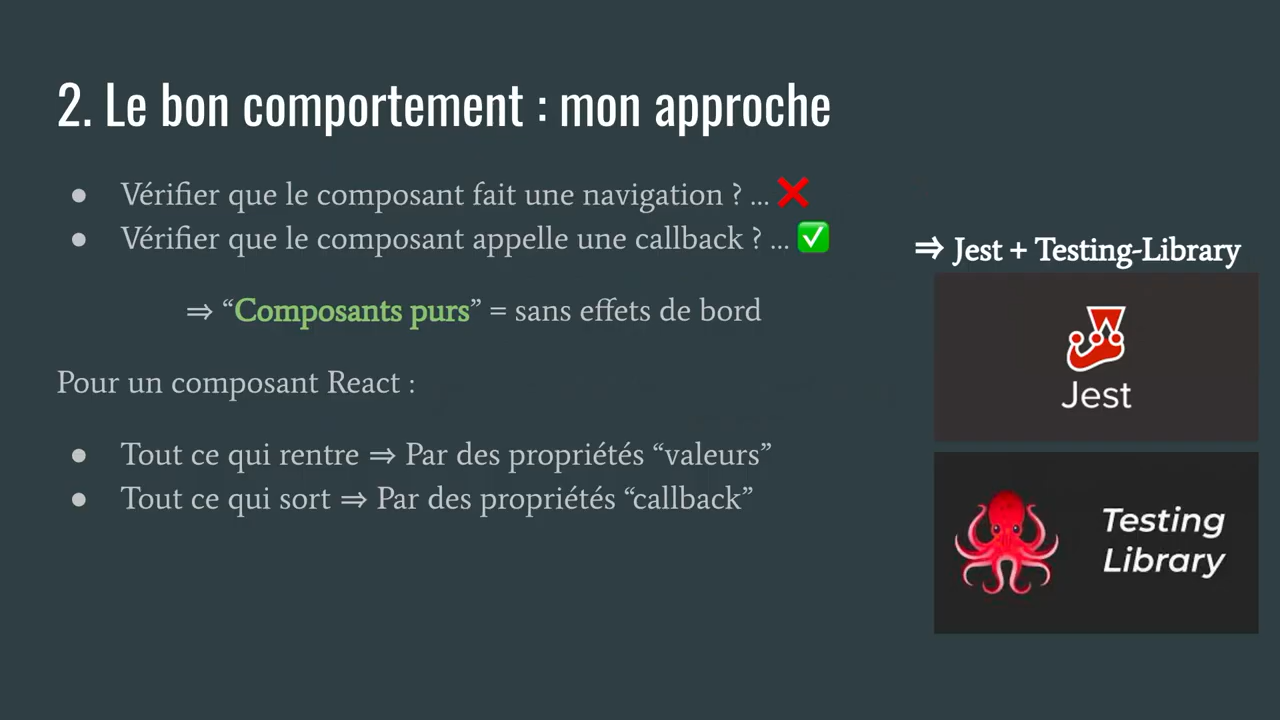 2. Le bon comportement : mon approche
● Vérifier que le composant fait une navigation ? ... ❌
● Vérifier que le composant appelle une callback ? ... ✅
⇒ “Composants purs” = sans effets de bord
Pour un composant React :
● Tout ce qui rentre ⇒ Par des propriétés “valeurs”
● Tout ce qui sort ⇒ Par des propriétés “callback”
⇒ Jest + Testing-Library
Jest
Testing
Library